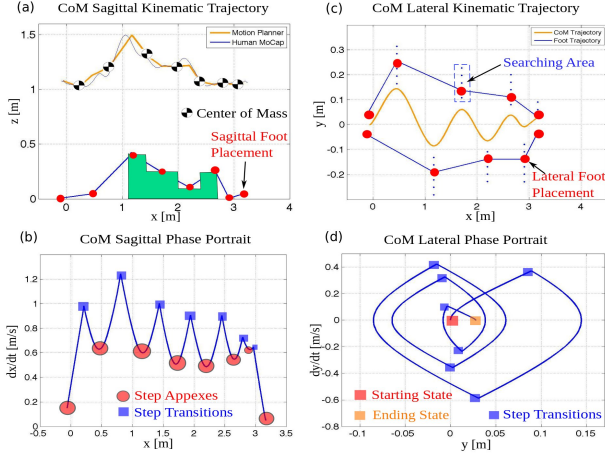 (a)
CoM Sagittal Kinematic Trajectory
Motion Planner
Human MoCap
1.5
1
0.5
0
z [m]
Center of Mass
Sagittal Foot
Placement
0
1
2
3
4
x [m]
(c)
CoM Lateral Kinematic Trajectory
CoM Trajectory
Foot Trajectory
0.3
0.2
0.1
0
-0.1
-0.2
y [m]
Searching Area
Lateral Foot
Placement
0
1
2
3
4
x [m]
(b)
CoM Sagittal Phase Portrait
1.4
1.2
1
0.8
0.6
0.4
0.2
0
dx/dt [m/s]
Step Appexes
Step Transitions
-0.5
0
0.5
1
1.5
2
2.5
3
3.5
x [m]
(d)
CoM Lateral Phase Portrait
0.6
0.4
0.2
0
-0.2
-0.4
-0.6
-0.8
dy/dt [m/s]
Starting State
Ending State
Step Transitions
-0.1
-0.05
0
0.05
0.1
0.15
y [m]